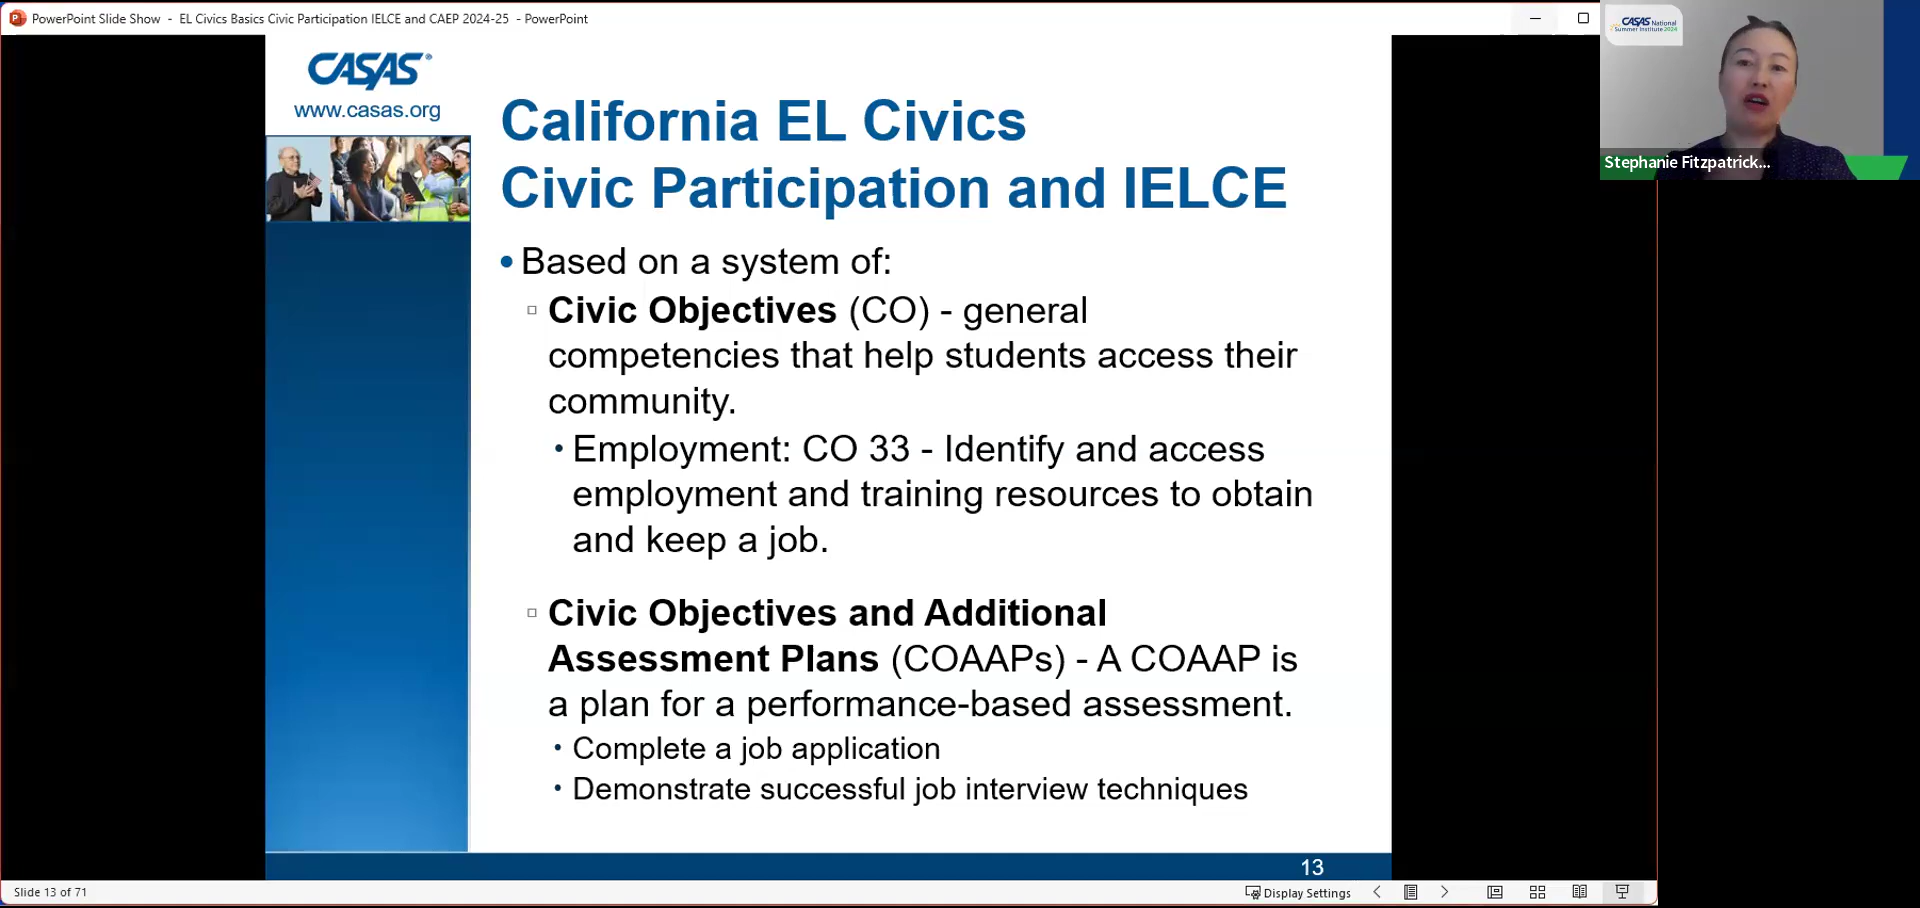 PowerPoint Slide Show - EL Civics Basics Civic Participation IELCE and CAEP 2024-25 - PowerPoint
CASAS National
Summer Institute 2024
Stephanie Fitzpatrick...
CASAS®
www.casas.org
California EL Civics
Civic Participation and IELCE
• Based on a system of:
▫ Civic Objectives (CO) - general
competencies that help students access their
community.
• Employment: CO 33 - Identify and access
employment and training resources to obtain
and keep a job.
▫ Civic Objectives and Additional
Assessment Plans (COAAPs) - A COAAP is
a plan for a performance-based assessment.
• Complete a job application
• Demonstrate successful job interview techniques
13
Slide 13 of 71
Display Settings